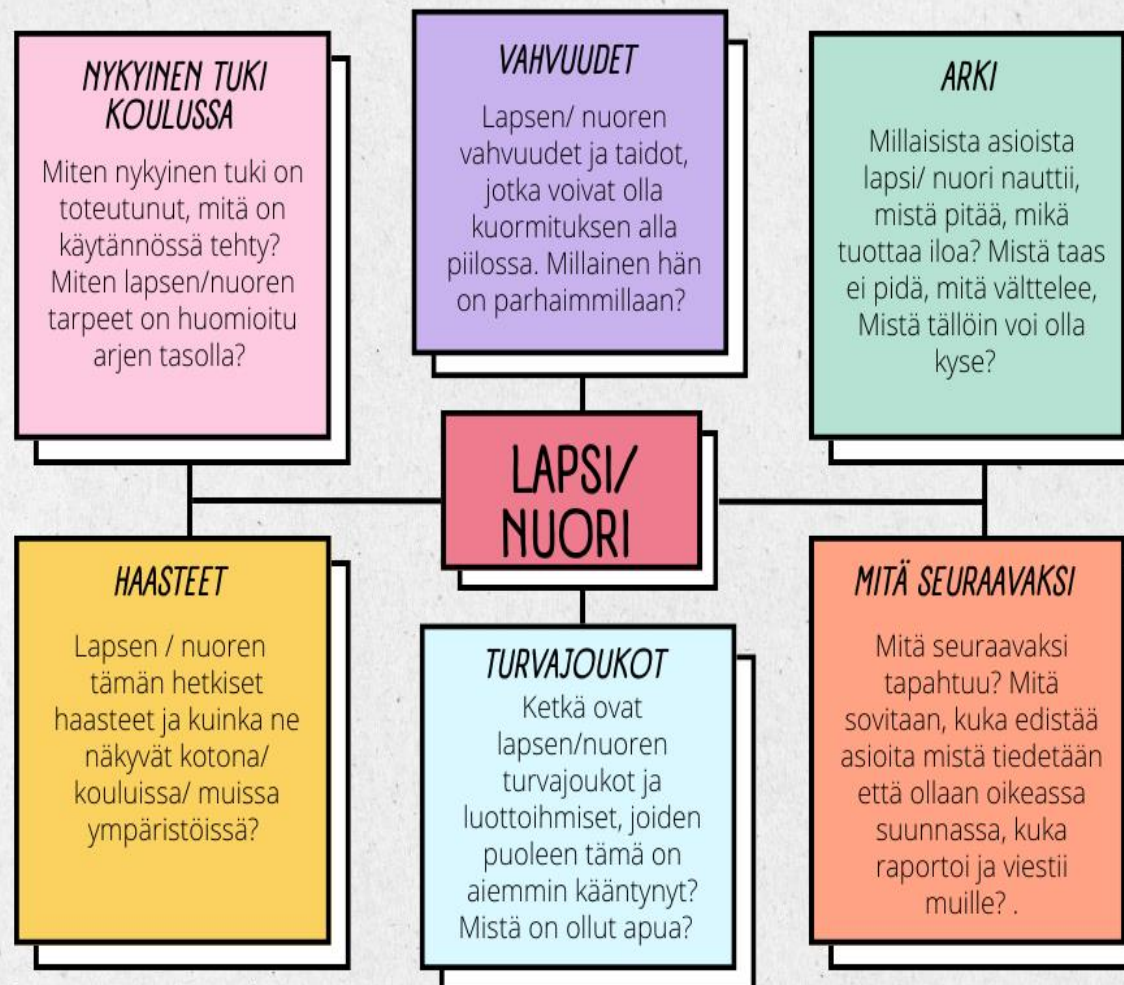 NYKYINEN TUKI
KOULUSSA
Miten nykyinen tuki on
toteutunut, mitä on
käytännössä tehty?
Miten lapsen/nuoren
tarpeet on huomioitu
arjen tasolla?
VAHVUUDET
Lapsen/ nuoren
vahvuudet ja taidot,
jotka voivat olla
kuormituksen alla
piilossa. Millainen hän
on parhaimmillaan?
ARKI
Millaisista asioista
lapsi/ nuori nauttii,
mistä pitää, mikä
tuottaa iloa? Mistä taas
ei pidä, mitä välttelee,
Mistä tällöin voi olla
kyse?
LAPSI/
NUORI
HAASTEET
Lapsen / nuoren
tämän hetkiset
haasteet ja kuinka ne
näkyvät kotona/
kouluissa/ muissa
ympäristöissä?
TURVAJOUKOT
Ketkä ovat
lapsen/nuoren
turvajoukot ja
luottoihmiset, joiden
puoleen tämä on
aiemmin kääntynyt?
Mistä on ollut apua?
MITÄ SEURAAVAKSI
Mitä seuraavaksi
tapahtuu? Mitä
sovitaan, kuka edistää
asioita mistä tiedetään
että ollaan oikeassa
suunnassa, kuka
raportoi ja viestii
muille? .